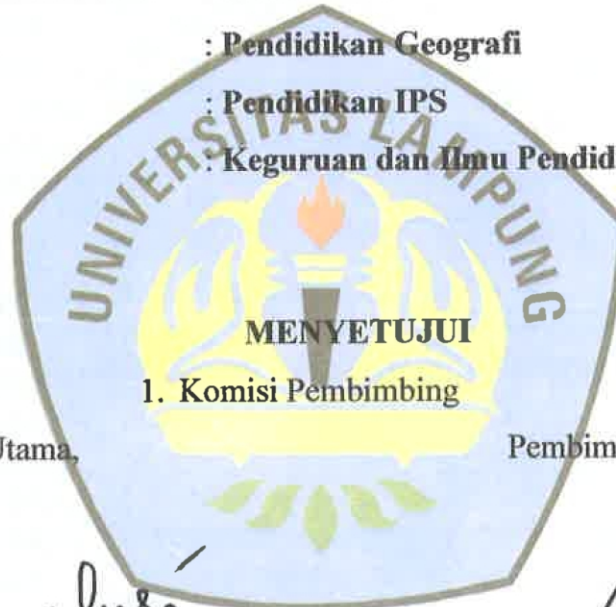 : Pendidikan Geografi
: Pendidikan IPS
UNIVERSITAS LAMPUNG
: Keguruan dan Ilmu Pendid
MENYETUJUI
1. Komisi Pembimbing
Utama, Pembim